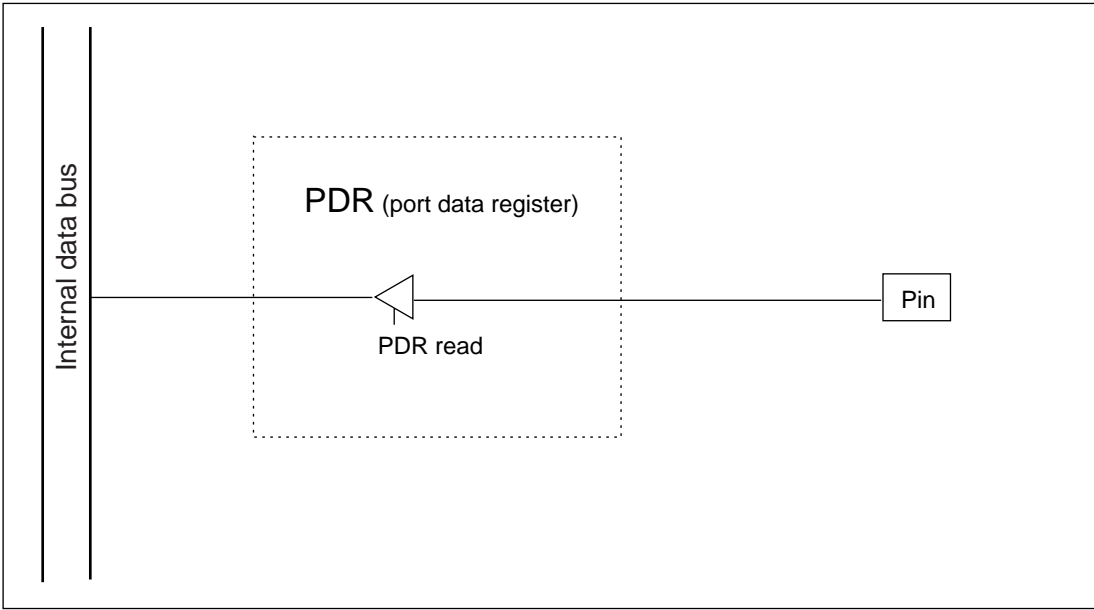 Internal data bus
PDR (port data register)
PDR read
Pin